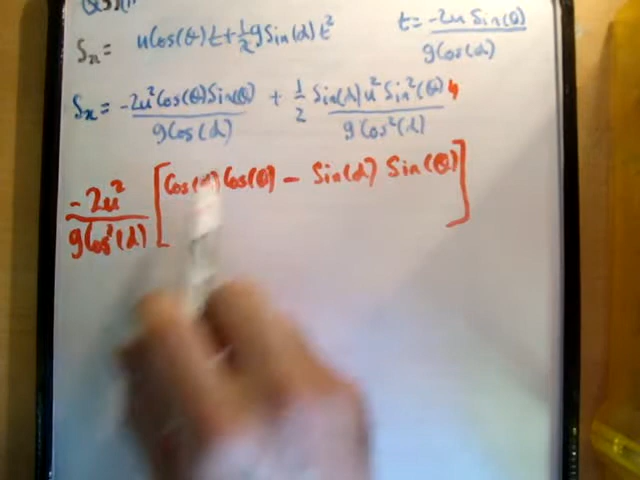 Sx = u Cos(θ) t + 1/2 g Sin(α) t² t = -2u Sin(θ) / g Cos(α)
Sx = -2u² Cos(θ) Sin(θ) / g Cos(α) + 1/2 Sin(α) u² Sin²(θ) 4 / g Cos²(α)
-2u² / g Cos²(α) [Cos(α) Cos(θ) - Sin(α) Sin(θ)]